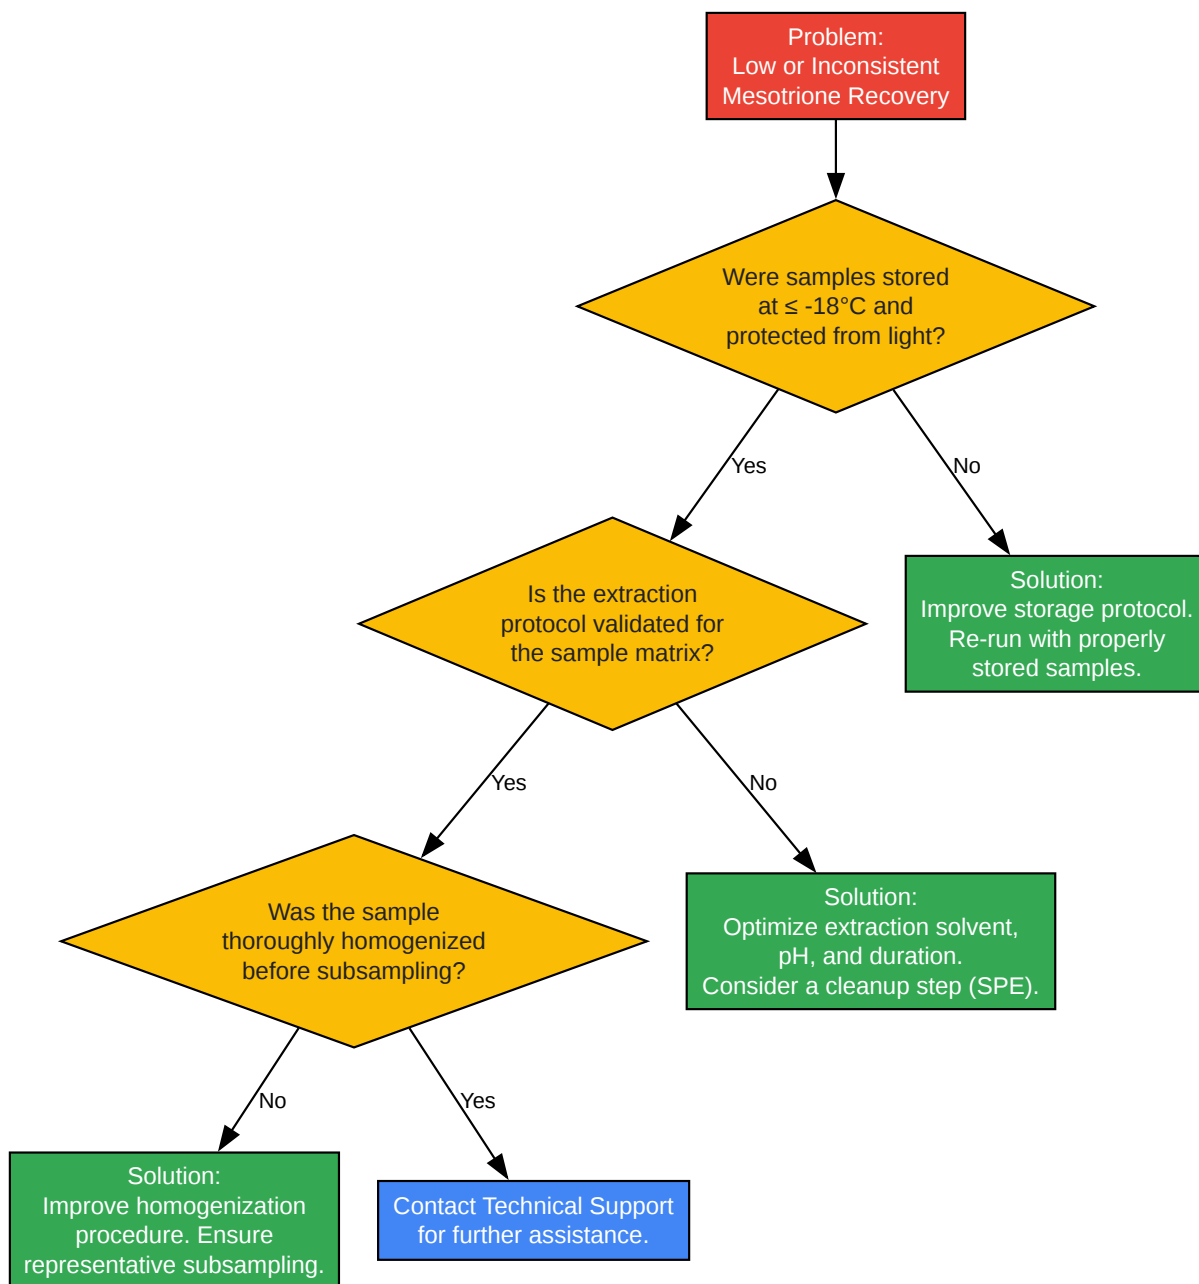 Problem:
Low or Inconsistent
Mesotrione Recovery
Were samples stored
at ≤ -18°C and
protected from light?
Yes
No
Is the extraction
protocol validated for
the sample matrix?
Solution:
Improve storage protocol.
Re-run with properly
stored samples.
Yes
No
Was the sample
thoroughly homogenized
before subsampling?
Solution:
Optimize extraction solvent,
pH, and duration.
Consider a cleanup step (SPE).
No
Yes
Solution:
Improve homogenization
procedure. Ensure
representative subsampling.
Contact Technical Support
for further assistance.